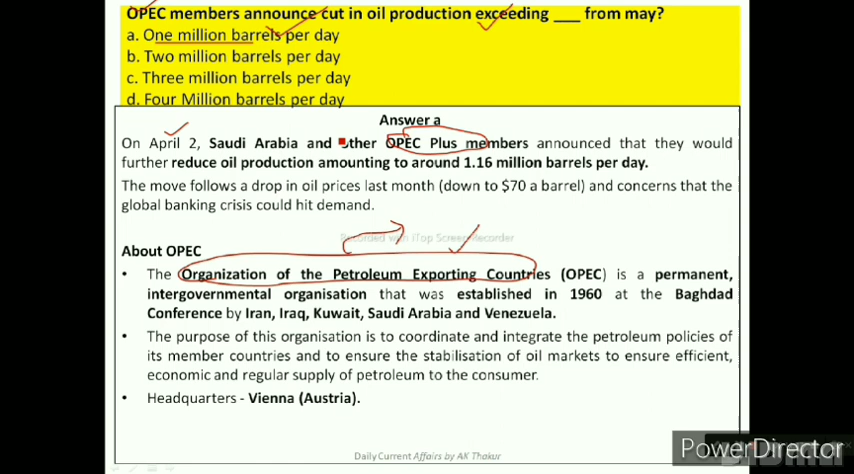 OPEC members announce cut in oil production exceeding ___ from may?
a. One million barrels per day
b. Two million barrels per day
c. Three million barrels per day
d. Four Million barrels per day
Answer a
On April 2, Saudi Arabia and other OPEC Plus members announced that they would
further reduce oil production amounting to around 1.16 million barrels per day.
The move follows a drop in oil prices last month (down to $70 a barrel) and concerns that the
global banking crisis could hit demand.
Recorded with iTop Screen Recorder
About OPEC
• The Organization of the Petroleum Exporting Countries (OPEC) is a permanent,
intergovernmental organisation that was established in 1960 at the Baghdad
Conference by Iran, Iraq, Kuwait, Saudi Arabia and Venezuela.
• The purpose of this organisation is to coordinate and integrate the petroleum policies of
its member countries and to ensure the stabilisation of oil markets to ensure efficient,
economic and regular supply of petroleum to the consumer.
• Headquarters - Vienna (Austria).
PowerDirector
Daily Current Affairs by AK Thakur